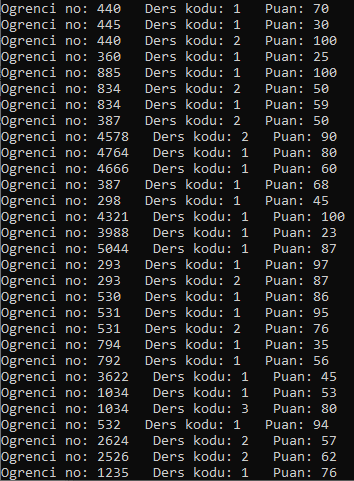 Ogrenci no: 440   Ders kodu: 1   Puan: 70
Ogrenci no: 445   Ders kodu: 1   Puan: 30
Ogrenci no: 440   Ders kodu: 2   Puan: 100
Ogrenci no: 360   Ders kodu: 1   Puan: 25
Ogrenci no: 885   Ders kodu: 1   Puan: 100
Ogrenci no: 834   Ders kodu: 2   Puan: 50
Ogrenci no: 834   Ders kodu: 1   Puan: 59
Ogrenci no: 387   Ders kodu: 2   Puan: 50
Ogrenci no: 4578   Ders kodu: 2   Puan: 90
Ogrenci no: 4764   Ders kodu: 1   Puan: 80
Ogrenci no: 4666   Ders kodu: 1   Puan: 60
Ogrenci no: 387   Ders kodu: 1   Puan: 68
Ogrenci no: 298   Ders kodu: 1   Puan: 45
Ogrenci no: 4321   Ders kodu: 1   Puan: 100
Ogrenci no: 3988   Ders kodu: 1   Puan: 23
Ogrenci no: 5044   Ders kodu: 1   Puan: 87
Ogrenci no: 293   Ders kodu: 1   Puan: 97
Ogrenci no: 293   Ders kodu: 2   Puan: 87
Ogrenci no: 530   Ders kodu: 1   Puan: 86
Ogrenci no: 531   Ders kodu: 1   Puan: 95
Ogrenci no: 531   Ders kodu: 2   Puan: 76
Ogrenci no: 794   Ders kodu: 1   Puan: 35
Ogrenci no: 792   Ders kodu: 1   Puan: 56
Ogrenci no: 3622   Ders kodu: 1   Puan: 45
Ogrenci no: 1034   Ders kodu: 1   Puan: 53
Ogrenci no: 1034   Ders kodu: 3   Puan: 80
Ogrenci no: 532   Ders kodu: 1   Puan: 94
Ogrenci no: 2624   Ders kodu: 2   Puan: 57
Ogrenci no: 2526   Ders kodu: 2   Puan: 62
Ogrenci no: 1235   Ders kodu: 1   Puan: 76